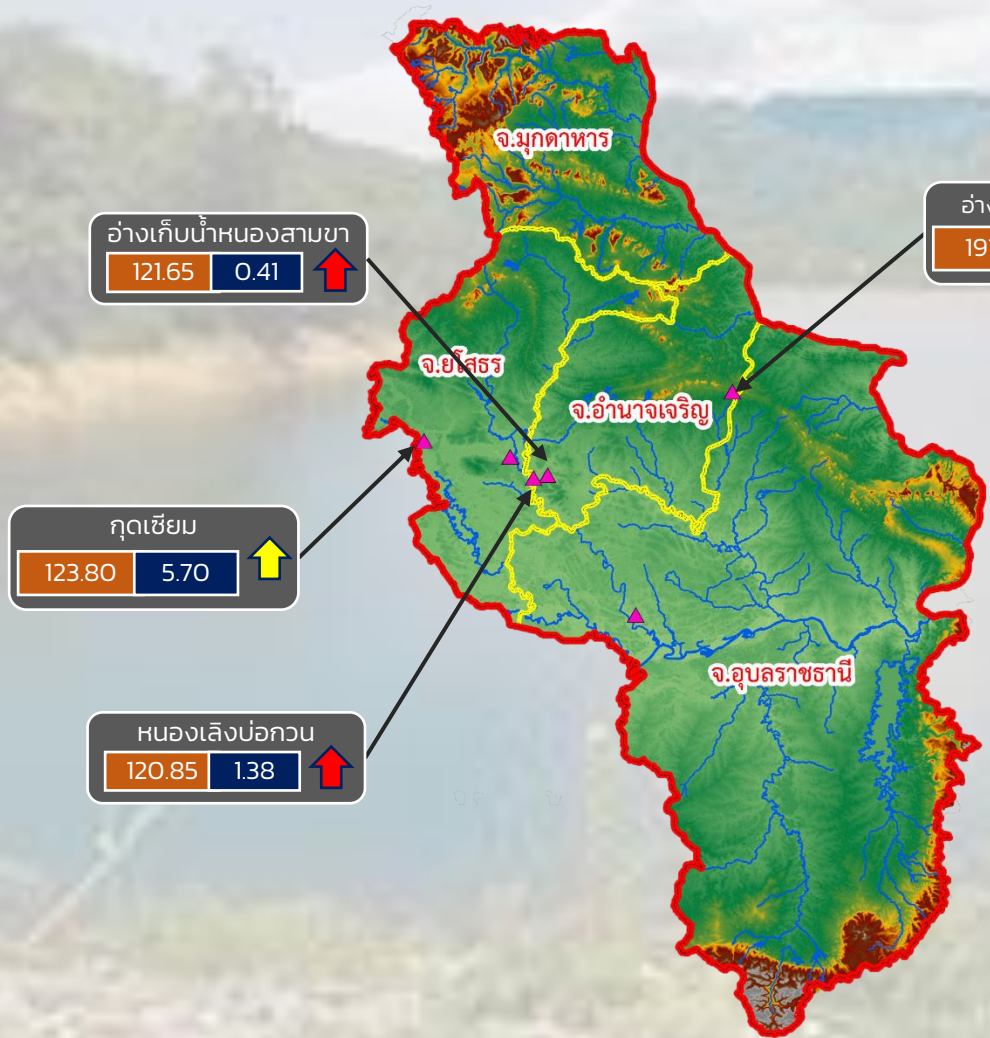 จ.มุกดาหาร
อ่างเก็บน้ำหนองสามขา
121.65 0.41
จ.ยโสธร
จ.อำนาจเจริญ
กุดเซียม
123.80 5.70
จ.อุบลราชธานี
หนองเลิงบ่อกวน
120.85 1.38